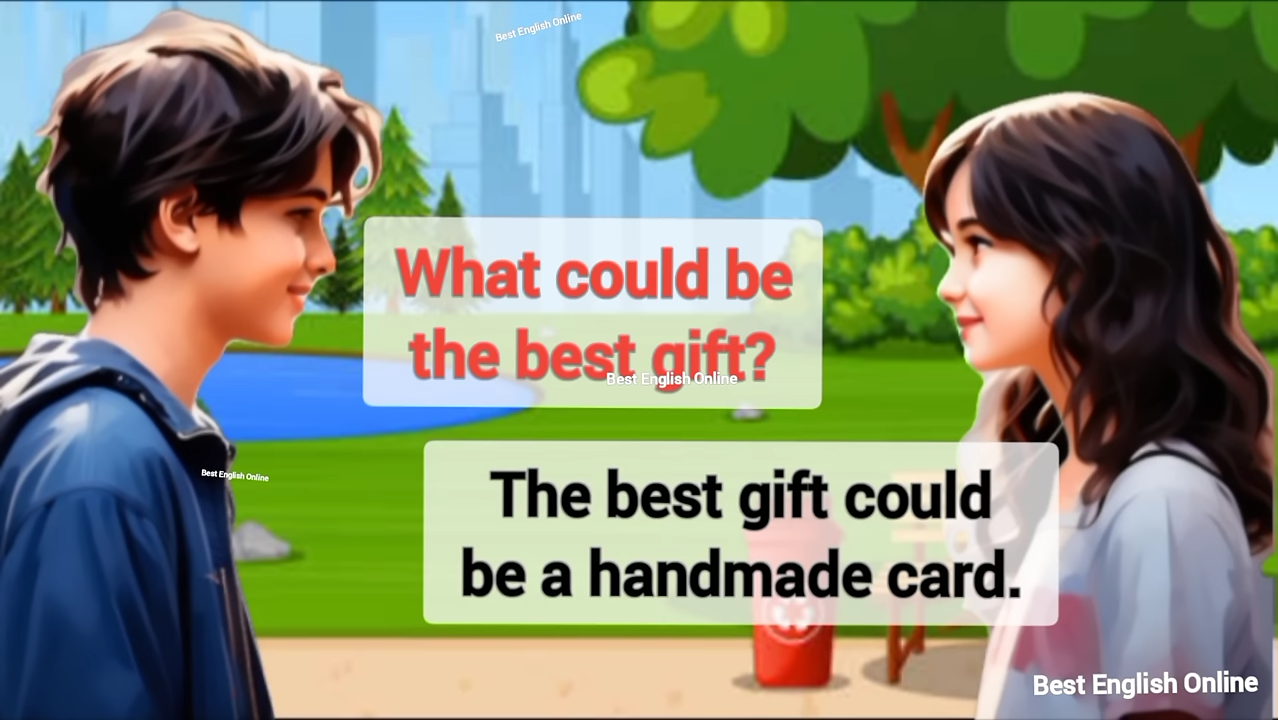 Best English Online
What could be
the best gift?
Best English Online
The best gift could
be a handmade card.
Best English Online
Best English Online